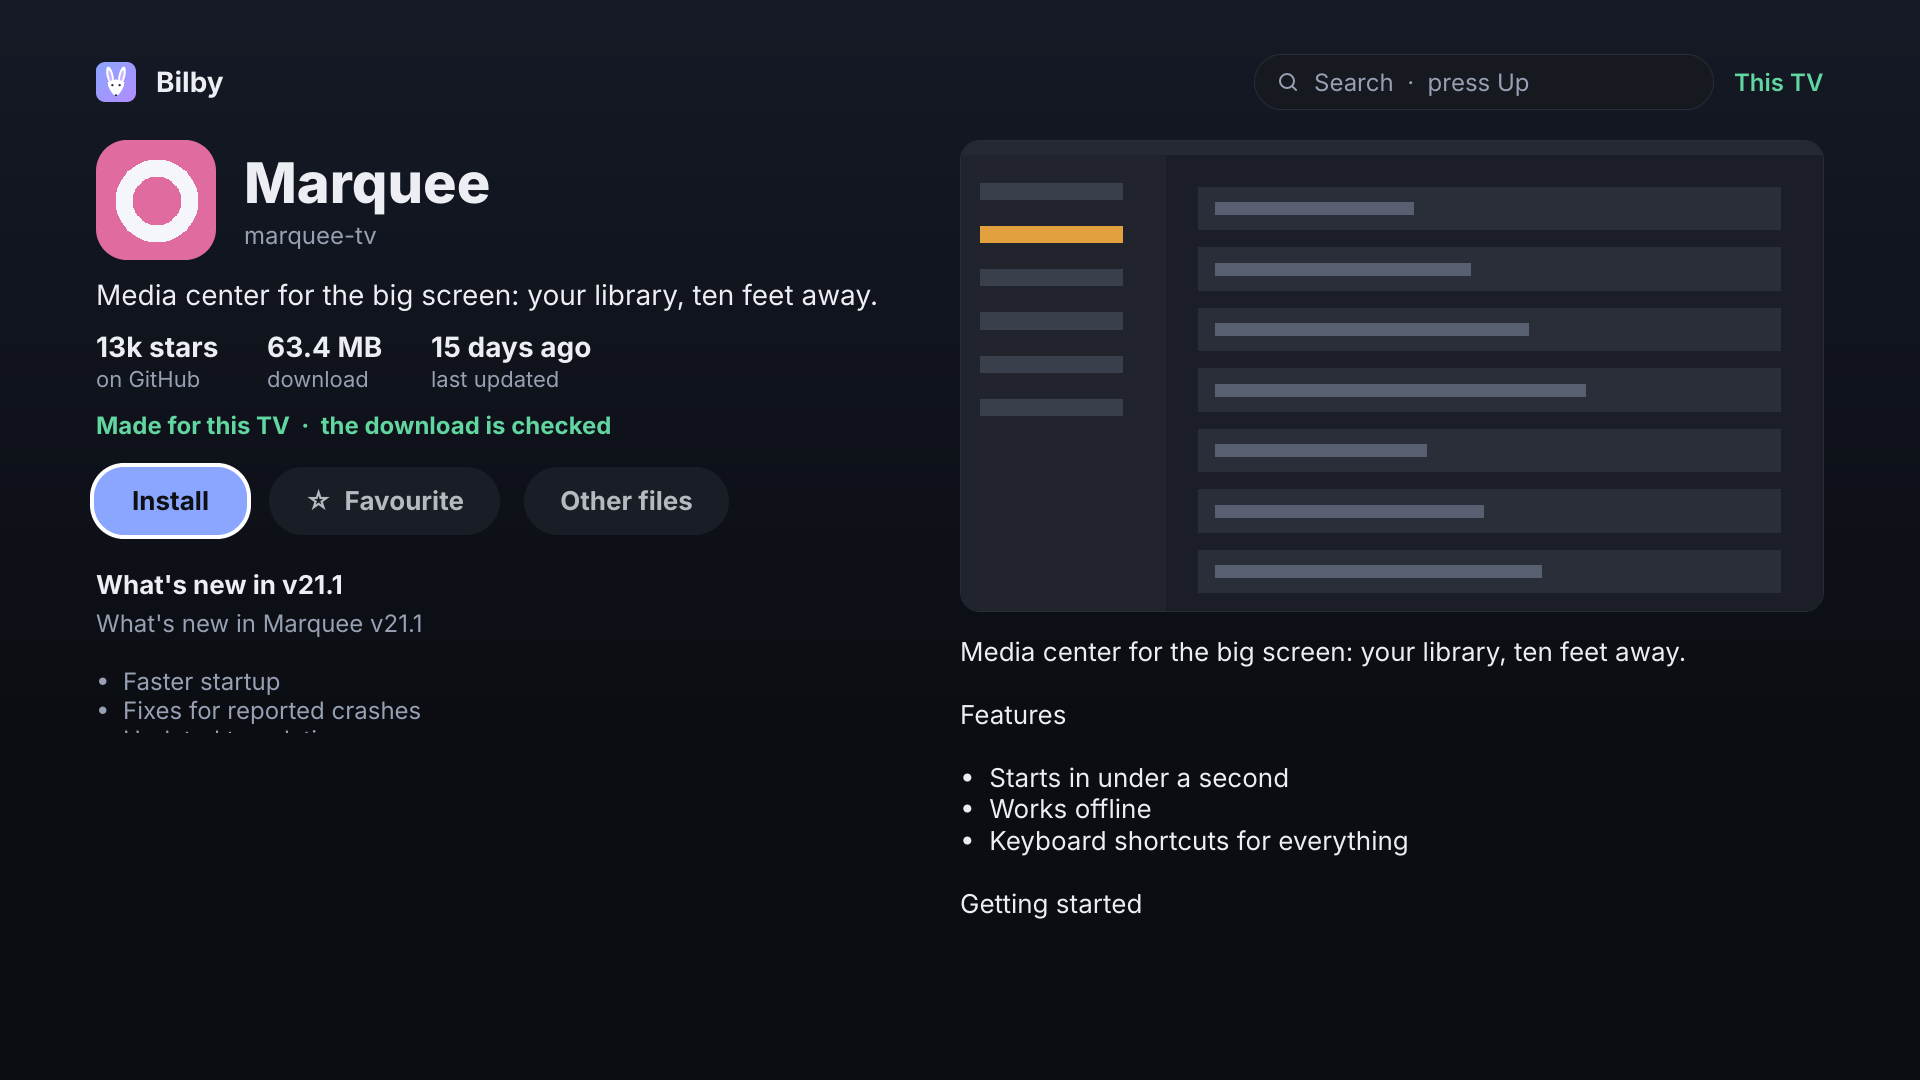 Bilby
Search · press Up
This TV
Marquee
marquee-tv
Media center for the big screen: your library, ten feet away.
13k stars
on GitHub
63.4 MB
download
15 days ago
last updated
Made for this TV · the download is checked
Install
☆ Favourite
Other files
What's new in v21.1
What's new in Marquee v21.1
• Faster startup
• Fixes for reported crashes
Media center for the big screen: your library, ten feet away.
Features
• Starts in under a second
• Works offline
• Keyboard shortcuts for everything
Getting started